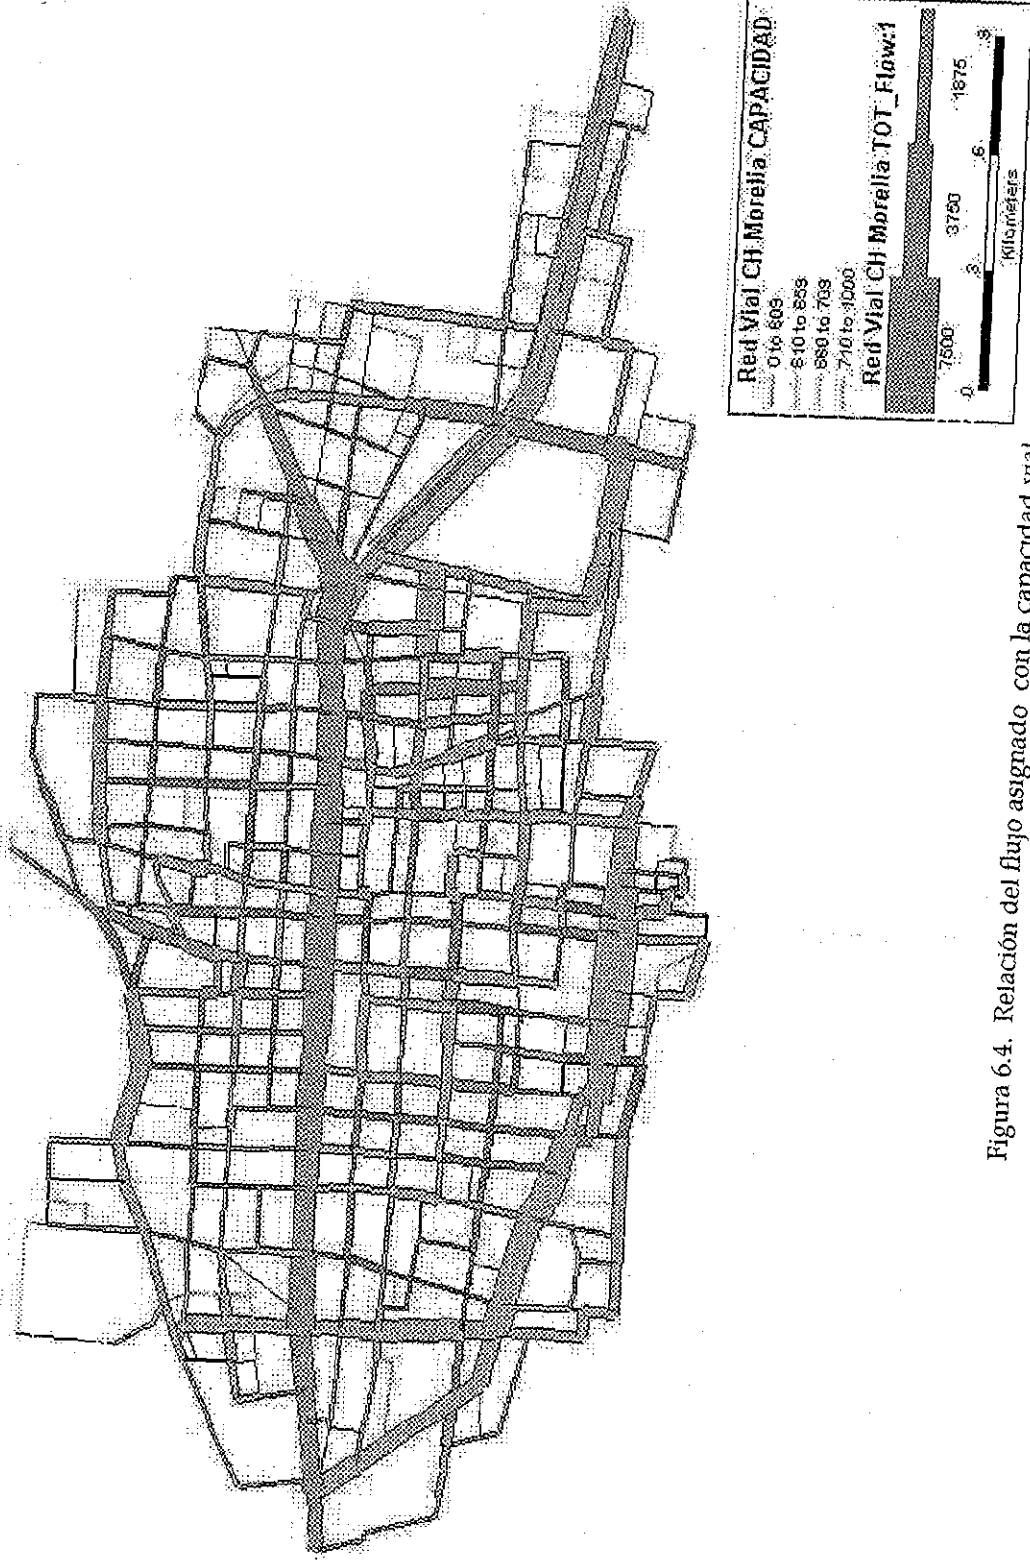 Red Vial CH Morelia CAPACIDAD
0 to 609
610 to 659
660 to 709
710 to 1000
Red Vial CH Morelia TOT_Flow:1
7500 3750 1875
0 .3 .6 .9
Kilometers
Figura 6.4. Relación del flujo asignado con la capacidad vial